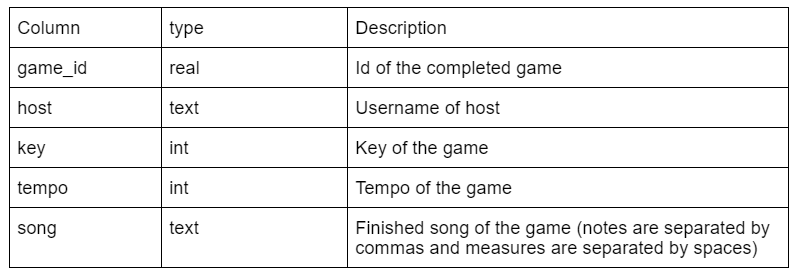 Column type Description
game_id real Id of the completed game
host text Username of host
key int Key of the game
tempo int Tempo of the game
song text Finished song of the game (notes are separated by
commas and measures are separated by spaces)